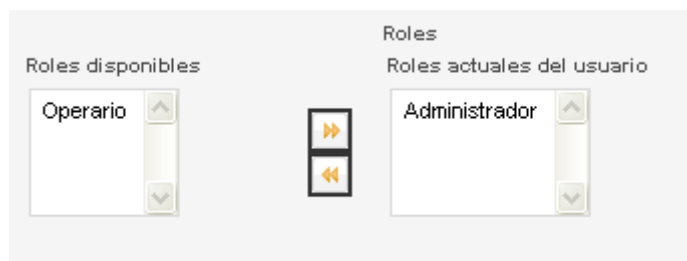 Roles
Roles disponibles
Roles actuales del usuario
Operario
Administrador